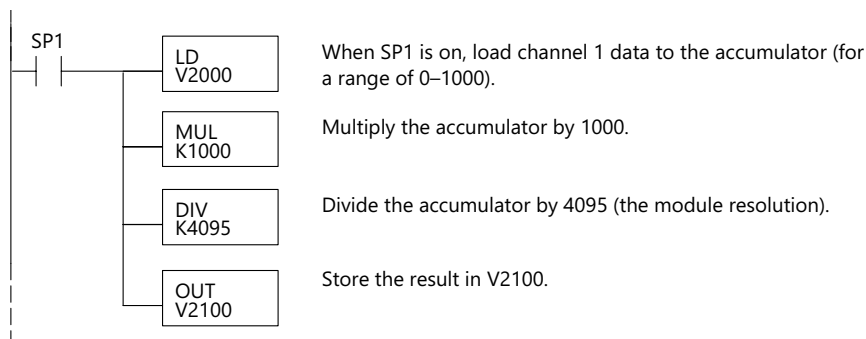 SP1
LD
V2000
When SP1 is on, load channel 1 data to the accumulator (for
a range of 0–1000).
MUL
K1000
Multiply the accumulator by 1000.
DIV
K4095
Divide the accumulator by 4095 (the module resolution).
OUT
V2100
Store the result in V2100.